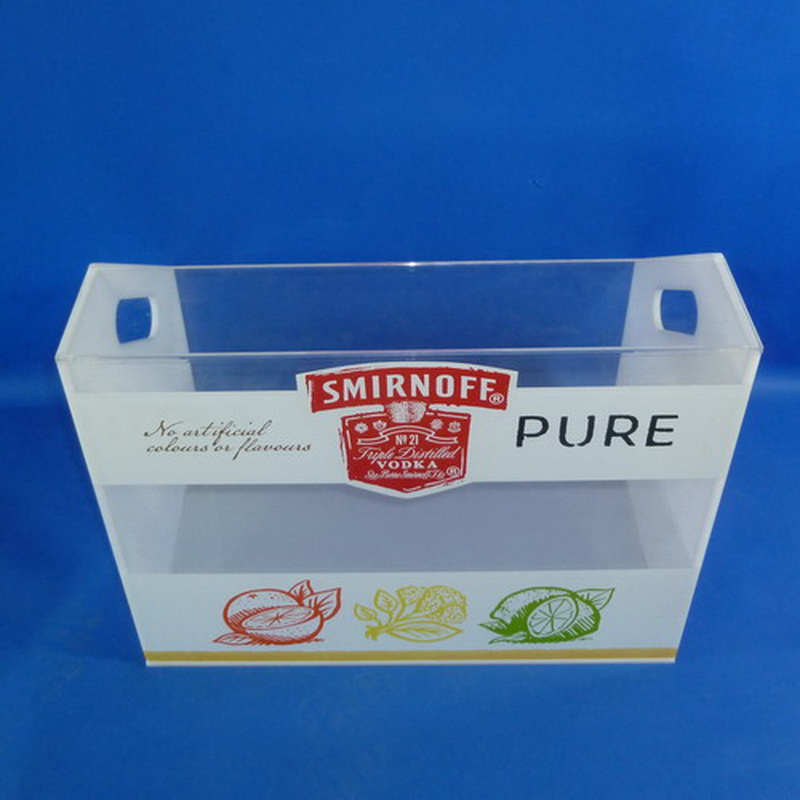 SMIRNOFF®
No artificial
colours or flavours
PURE
Nº 21
Triple Distilled
VODKA ®